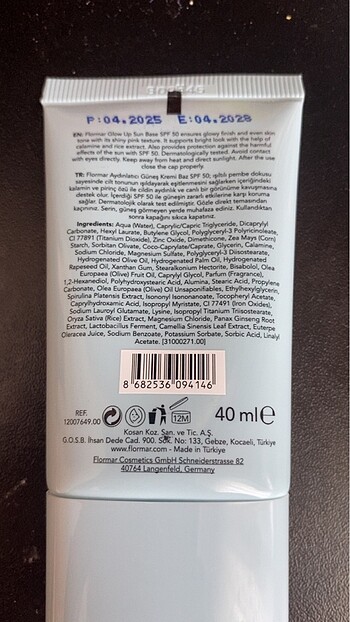 P:04.2025 E:04.2028
EN: Flormar Glow Up Sun Base SPF 50 ensures glowy finish and even skin
tone with its shiny pink texture. It supports bright look with the help of
calamine and rice extract. Also provides protection against the harmful
effects of the sun with SPF 50. Dermatologically tested. Avoid contact
with eyes directly. Keep away from heat and direct sunlight. After the use
close the cap properly.
TR: Flormar Aydınlatıcı Güneş Kremi Baz SPF 50; ışıltılı pembe dokusu
sayesinde cilt tonunun ışıldayarak eşitlenmesini sağlarken içeriğindeki
kalamin ve pirinç özü ile cildin aydınlık ve canlı bir görünüme kavuşmasına
destek olur. İçerdiği SPF 50 ile güneşin zararlı etkilerine karşı koruma
sağlar. Dermatolojik olarak test edilmiştir. Gözle direkt temasından
kaçınınız. Serin, güneş görmeyen yerde muhafaza ediniz. Kullandıktan
sonra kapağını sıkıca kapatınız.
Ingredients: Aqua (Water), Caprylic/Capric Triglyceride, Dicaprylyl
Carbonate, Hexyl Laurate, Butylene Glycol, Polyglyceryl-3 Polyricinoleate,
CI 77891 (Titanium Dioxide), Zinc Oxide, Dimethicone, Zea Mays (Corn)
Starch, Sorbitan Olivate, Coco-Caprylate/Caprate, Glycerin, Calamine,
Sodium Chloride, Magnesium Sulfate, Polyglyceryl-3 Diisostearate,
Hydrogenated Olive Oil, Hydrogenated Palm Oil, Hydrogenated
Rapeseed Oil, Xanthan Gum, Stearalkonium Hectorite, Bisabolol, Olea
Europaea (Olive) Fruit Oil, Caprylyl Glycol, Parfum (Fragrance),
1,2-Hexanediol, Polyhydroxystearic Acid, Alumina, Stearic Acid, Propylene
Carbonate, Olea Europaea (Olive) Oil Unsaponifiables, Ethylhexylglycerin,
Spirulina Platensis Extract, Isononyl Isononanoate, Tocopheryl Acetate,
Caprylhydroxamic Acid, Isopropyl Myristate, CI 77491 (Iron Oxides),
Sodium Lauroyl Glutamate, Lysine, Isopropyl Titanium Triisostearate,
Oryza Sativa (Rice) Extract, Magnesium Chloride, Panax Ginseng Root
Extract, Lactobacillus Ferment, Camellia Sinensis Leaf Extract, Euterpe
Oleracea Juice, Sodium Benzoate, Potassium Sorbate, Sorbic Acid, Linalyl
Acetate. [31000271.00]
8 682536 094146
REF.
12007649.00
12M
40 ml e
Kosan Koz. San. ve Tic. A.Ş.
G.O.S.B. İhsan Dede Cad. 900. Sok. No: 133, Gebze, Kocaeli, Türkiye
www.flormar.com - Made in Türkiye
Flormar Cosmetics GmbH Schneiderstrasse 82
40764 Langenfeld, Germany